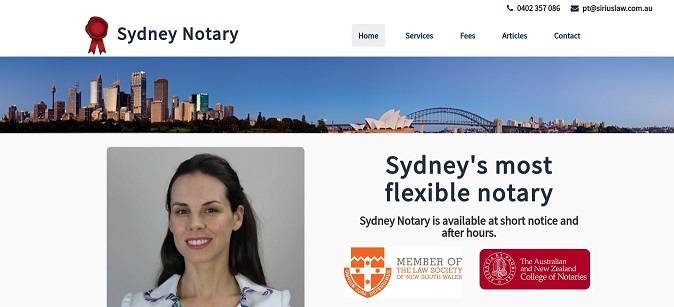 0402 357 086 pt@siriuslaw.com.au
Sydney Notary Home Services Fees Articles Contact
Sydney's most
flexible notary
Sydney Notary is available at short notice and
after hours.
MEMBER OF
THE LAW SOCIETY
OF NEW SOUTH WALES
The Australian
and New Zealand
College of Notaries